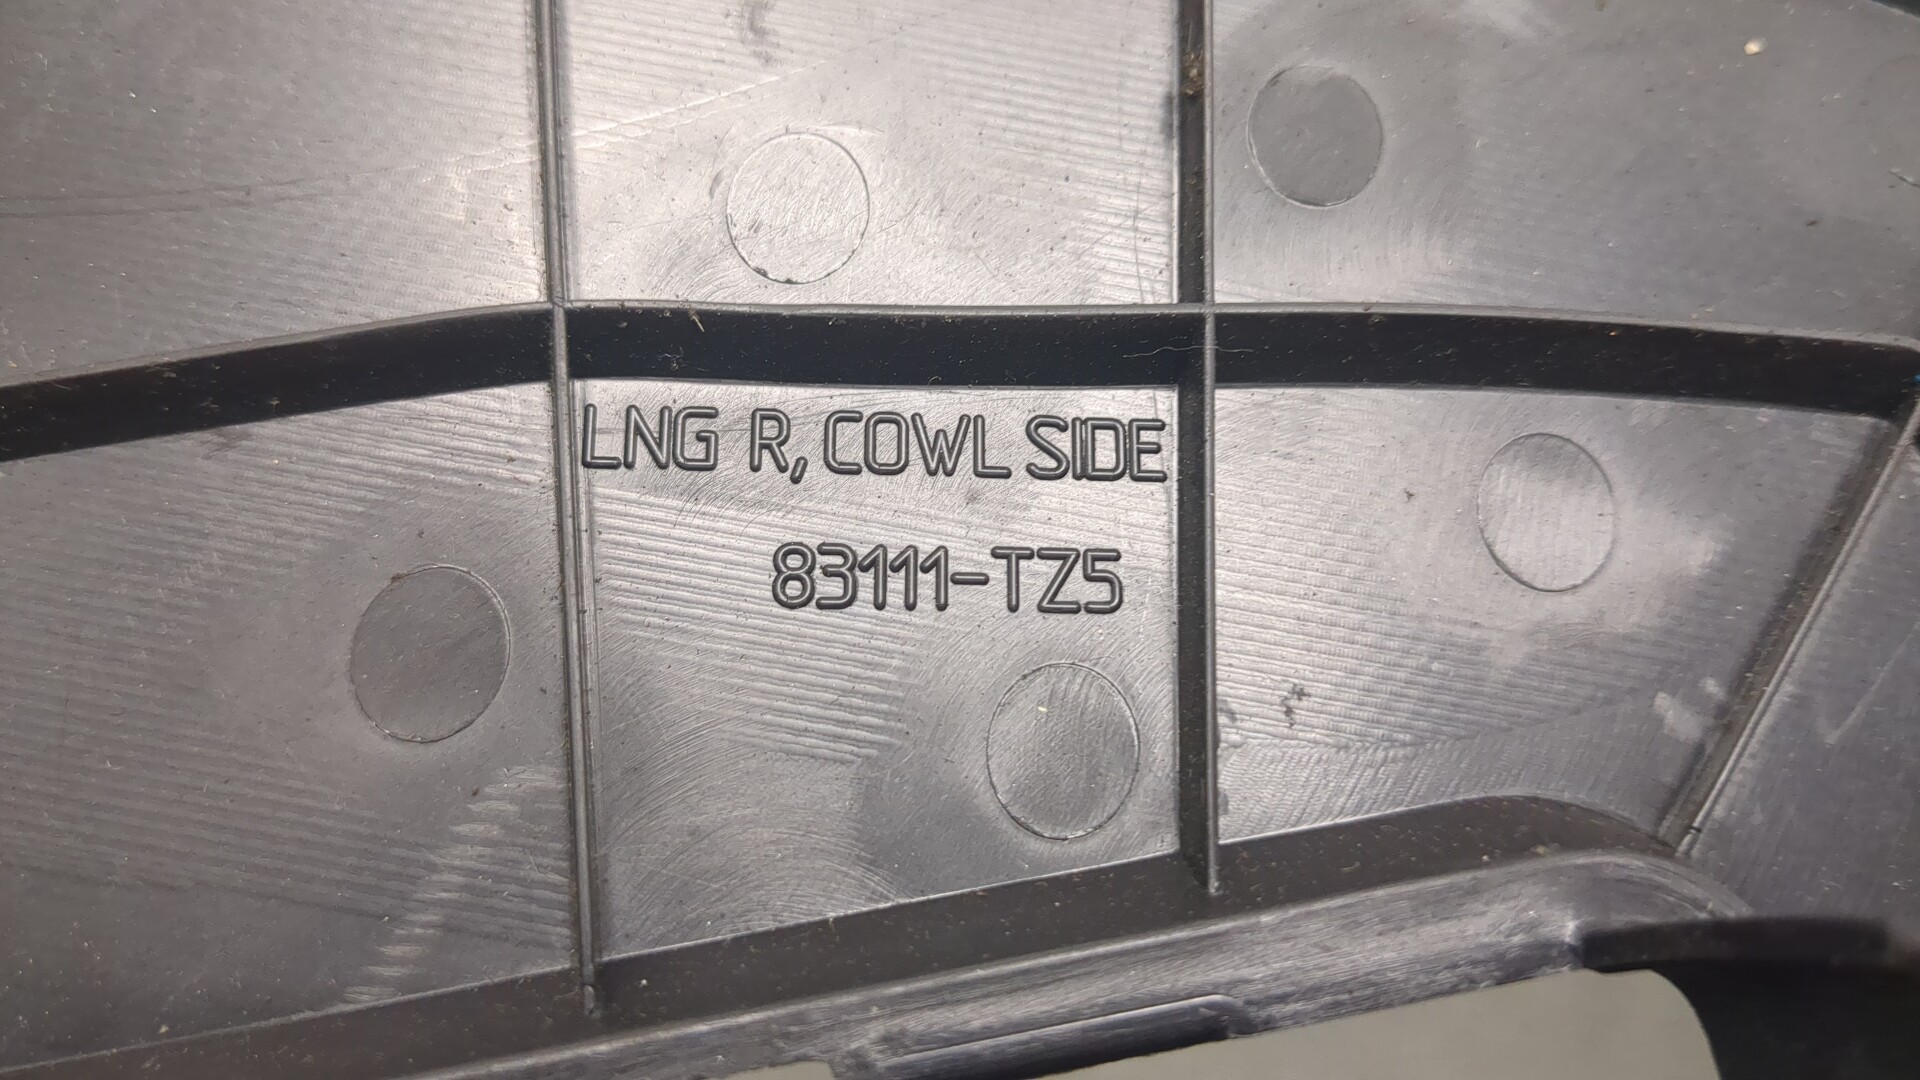 LNG R, COWL SIDE
83111-TZ5